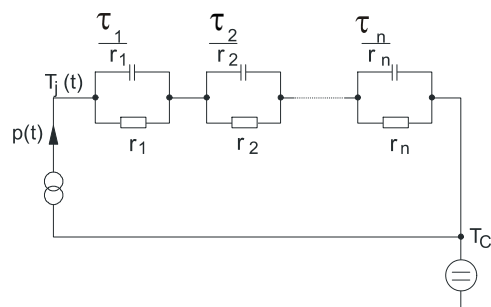 τ1/r1 τ2/r2 τn/rn
Tj(t)
p(t)
r1 r2 rn
TC